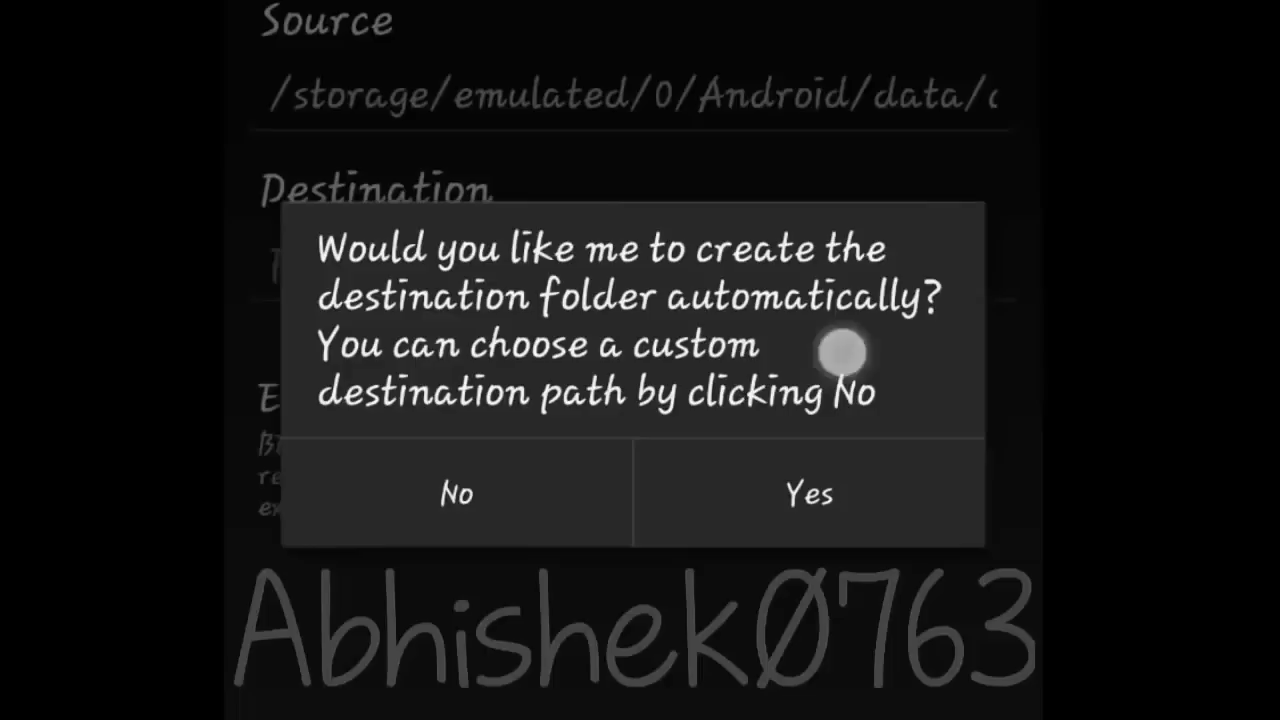 Source
/storage/emulated/0/Android/data/c
Destination
Would you like me to create the
destination folder automatically?
You can choose a custom
destination path by clicking No
No
Yes
Abhishek0763